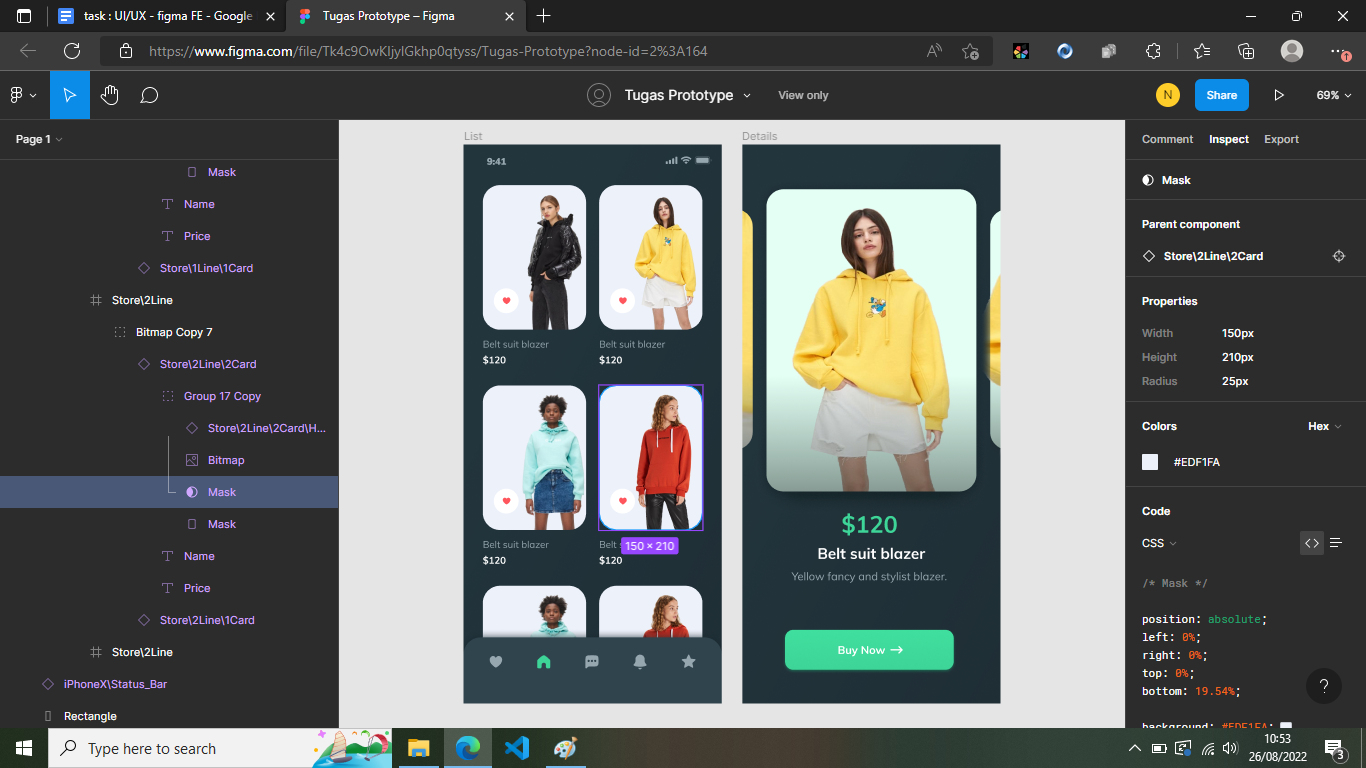 task : UI/UX - figma FE - Google
Tugas Prototype – Figma
https://www.figma.com/file/Tk4c9OwKIjylGkhp0qtyss/Tugas-Prototype?node-id=2%3A164
Tugas Prototype
View only
N
Share
69%
Page 1
Mask
Name
Price
Store\1Line\1Card
Store\2Line
Bitmap Copy 7
Store\2Line\2Card
Group 17 Copy
Store\2Line\2Card\H...
Bitmap
Mask
Mask
Name
Price
Store\2Line\1Card
Store\2Line
iPhoneX\Status_Bar
Rectangle
List
9:41
Belt suit blazer
$120
Belt suit blazer
$120
Belt suit blazer
$120
Belt
150 × 210
$120
Details
$120
Belt suit blazer
Yellow fancy and stylist blazer.
Buy Now
Comment
Inspect
Export
Mask
Parent component
Store\2Line\2Card
Properties
Width 150px
Height 210px
Radius 25px
Colors
Hex
#EDF1FA
Code
CSS
/* Mask */
position: absolute;
left: 0%;
right: 0%;
top: 0%;
bottom: 19.54%;
background: #EDF1FA;
?
Type here to search
10:53
26/08/2022
3